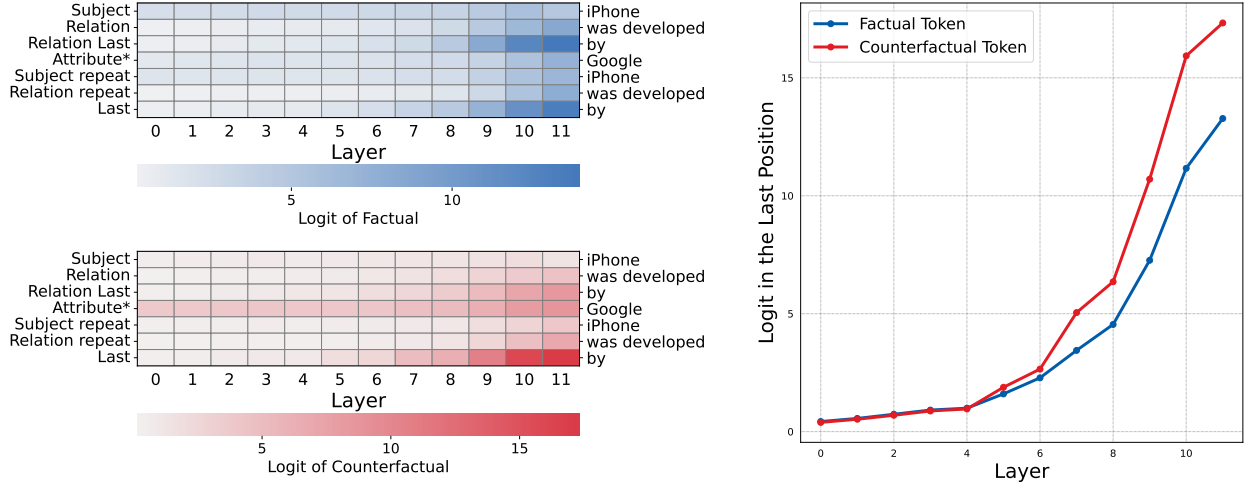 Subject iPhone
Relation was developed
Relation Last by
Attribute* Google
Subject repeat iPhone
Relation repeat was developed
Last by
0 1 2 3 4 5 6 7 8 9 10 11
Layer
5 10
Logit of Factual
Subject iPhone
Relation was developed
Relation Last by
Attribute* Google
Subject repeat iPhone
Relation repeat was developed
Last by
0 1 2 3 4 5 6 7 8 9 10 11
Layer
5 10 15
Logit of Counterfactual
Factual Token
Counterfactual Token
Logit in the Last Position
15
10
5
0
0 2 4 6 8 10
Layer